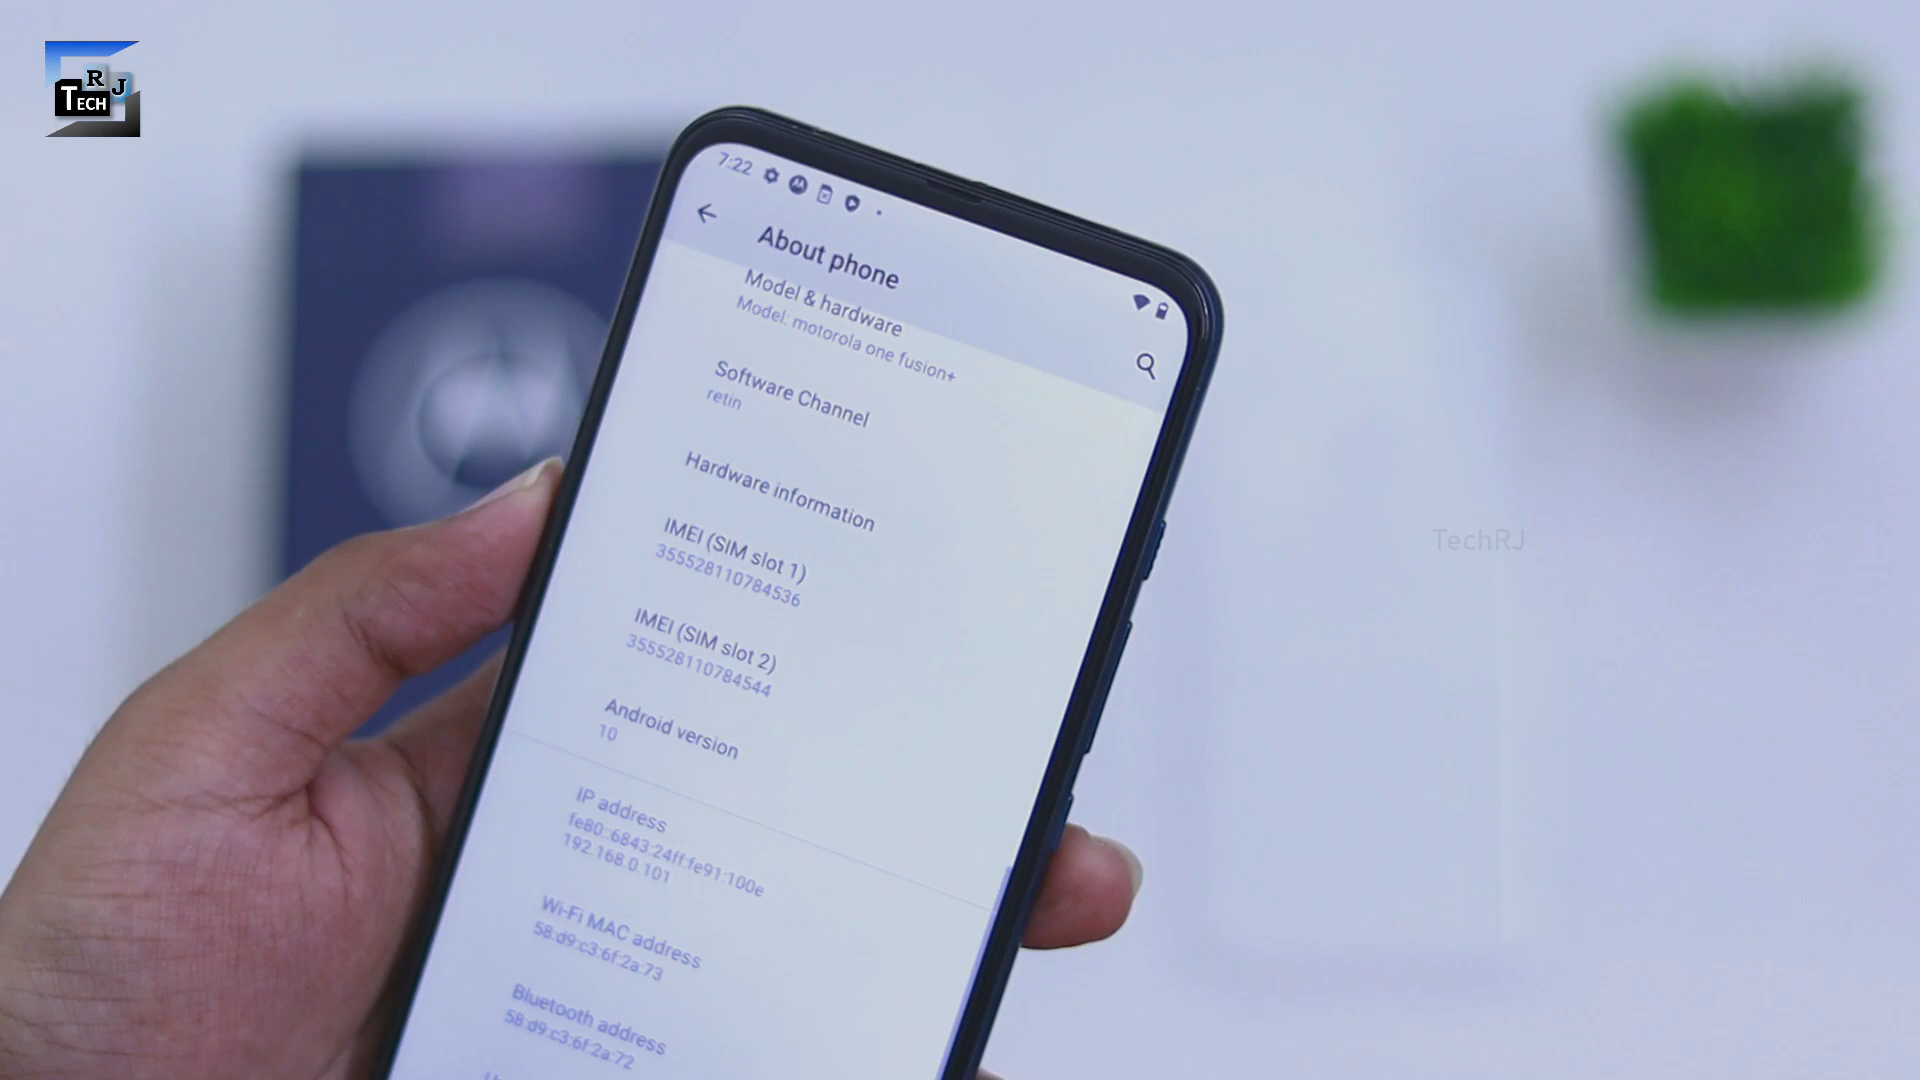 R
J
TECH
7:22
About phone
Model & hardware
Model: motorola one fusion+
Software Channel
retin
Hardware information
IMEI (SIM slot 1)
355528110784536
IMEI (SIM slot 2)
355528110784544
Android version
10
IP address
fe80::6843:24ff:fe91:100e
192.168.0.101
Wi-Fi MAC address
58:d9:c3:6f:2a:73
Bluetooth address
58:d9:c3:6f:2a:72
TechRJ